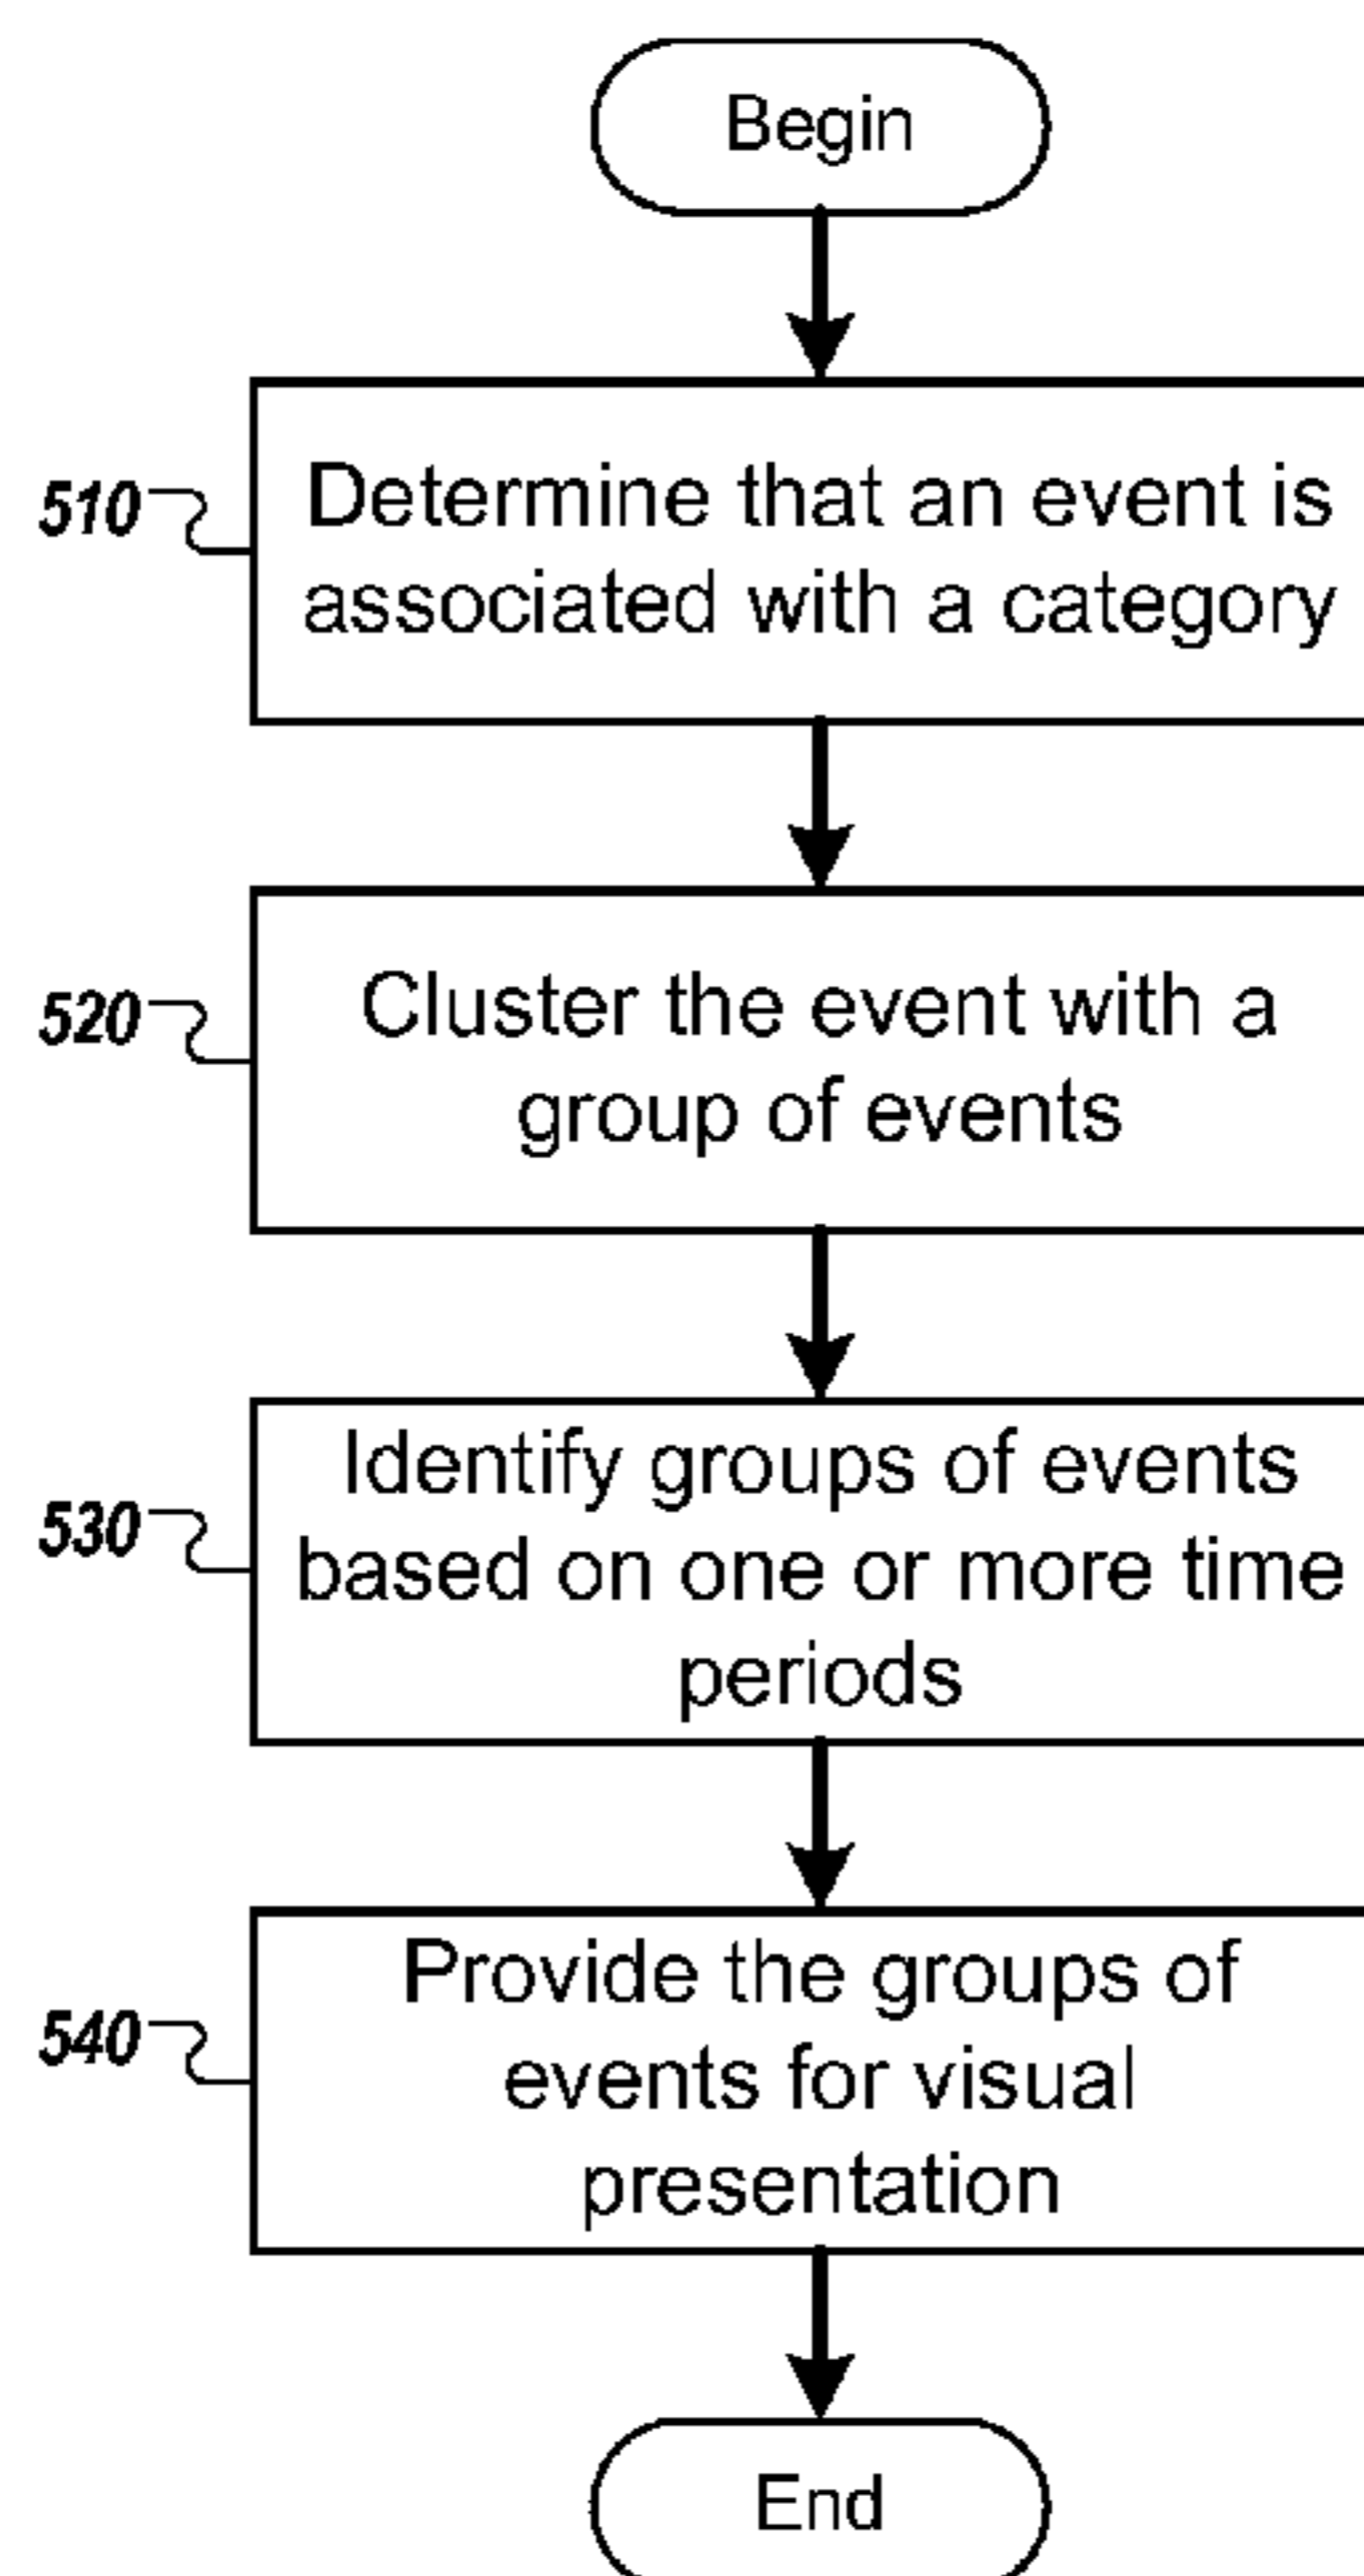 Begin
510
Determine that an event is
associated with a category
520
Cluster the event with a
group of events
530
Identify groups of events
based on one or more time
periods
540
Provide the groups of
events for visual
presentation
End